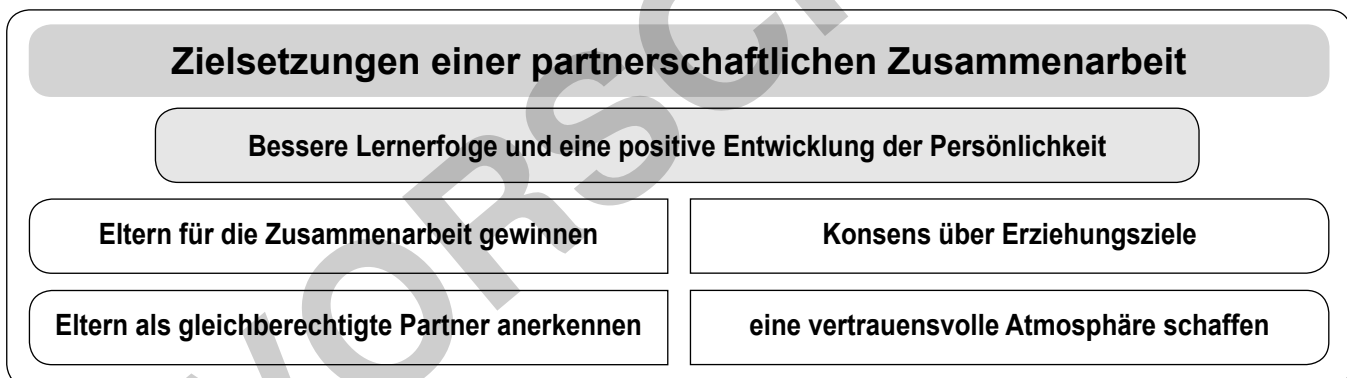 Zielsetzungen einer partnerschaftlichen Zusammenarbeit
Bessere Lernerfolge und eine positive Entwicklung der Persönlichkeit
Eltern für die Zusammenarbeit gewinnen
Konsens über Erziehungsziele
Eltern als gleichberechtigte Partner anerkennen
eine vertrauensvolle Atmosphäre schaffen